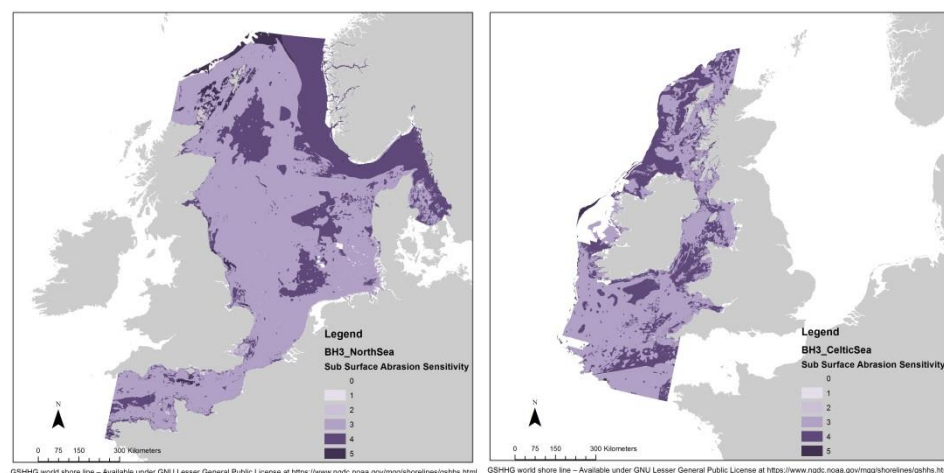 Legend
BH3_NorthSea
Sub Surface Abrasion Sensitivity
0
1
2
3
4
5
N
0 75 150 300 Kilometers
GSHHG world shore line – Available under GNU Lesser General Public License at https://www.ngdc.noaa.gov/mgg/shorelines/gshhs.html
Legend
BH3_CelticSea
Sub Surface Abrasion Sensitivity
0
1
2
3
4
5
N
0 75 150 300 Kilometers
GSHHG world shore line – Available under GNU Lesser General Public License at https://www.ngdc.noaa.gov/mgg/shorelines/gshhs.html